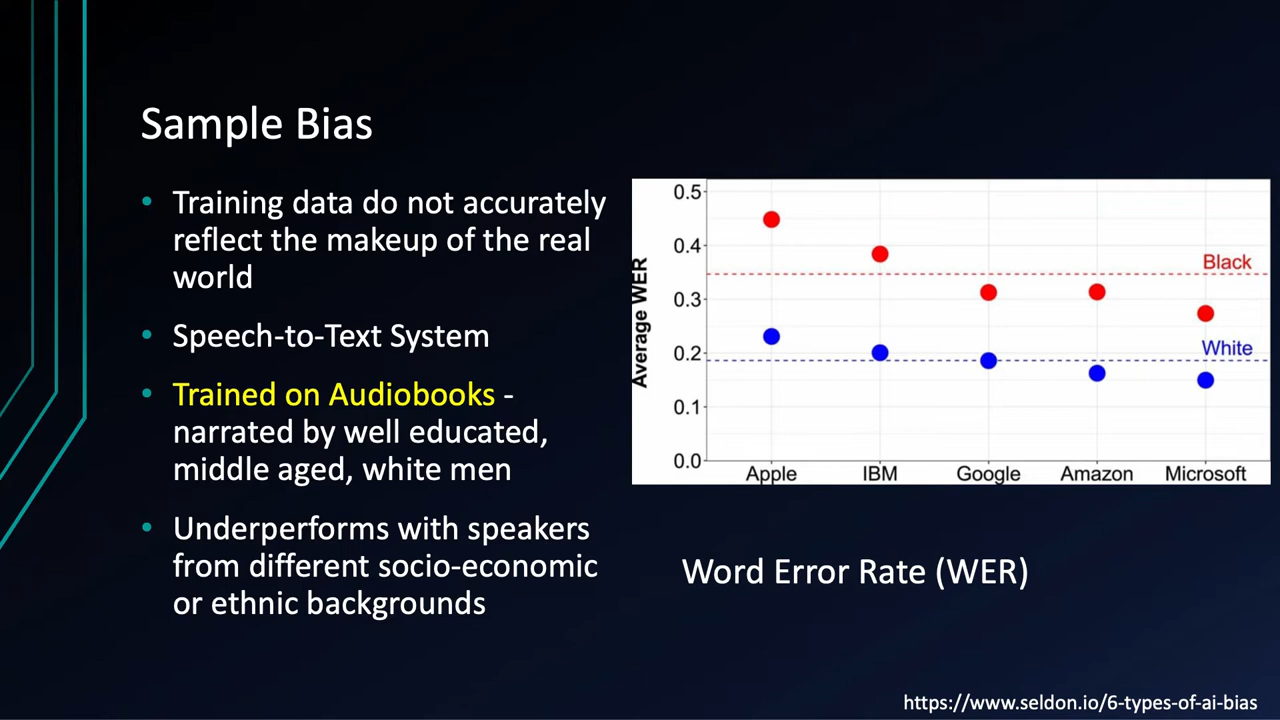 Sample Bias
• Training data do not accurately
reflect the makeup of the real
world
• Speech-to-Text System
• Trained on Audiobooks -
narrated by well educated,
middle aged, white men
• Underperforms with speakers
from different socio-economic
or ethnic backgrounds
Average WER
0.5
0.4
0.3
0.2
0.1
0.0
Black
White
Apple IBM Google Amazon Microsoft
Word Error Rate (WER)
https://www.seldon.io/6-types-of-ai-bias